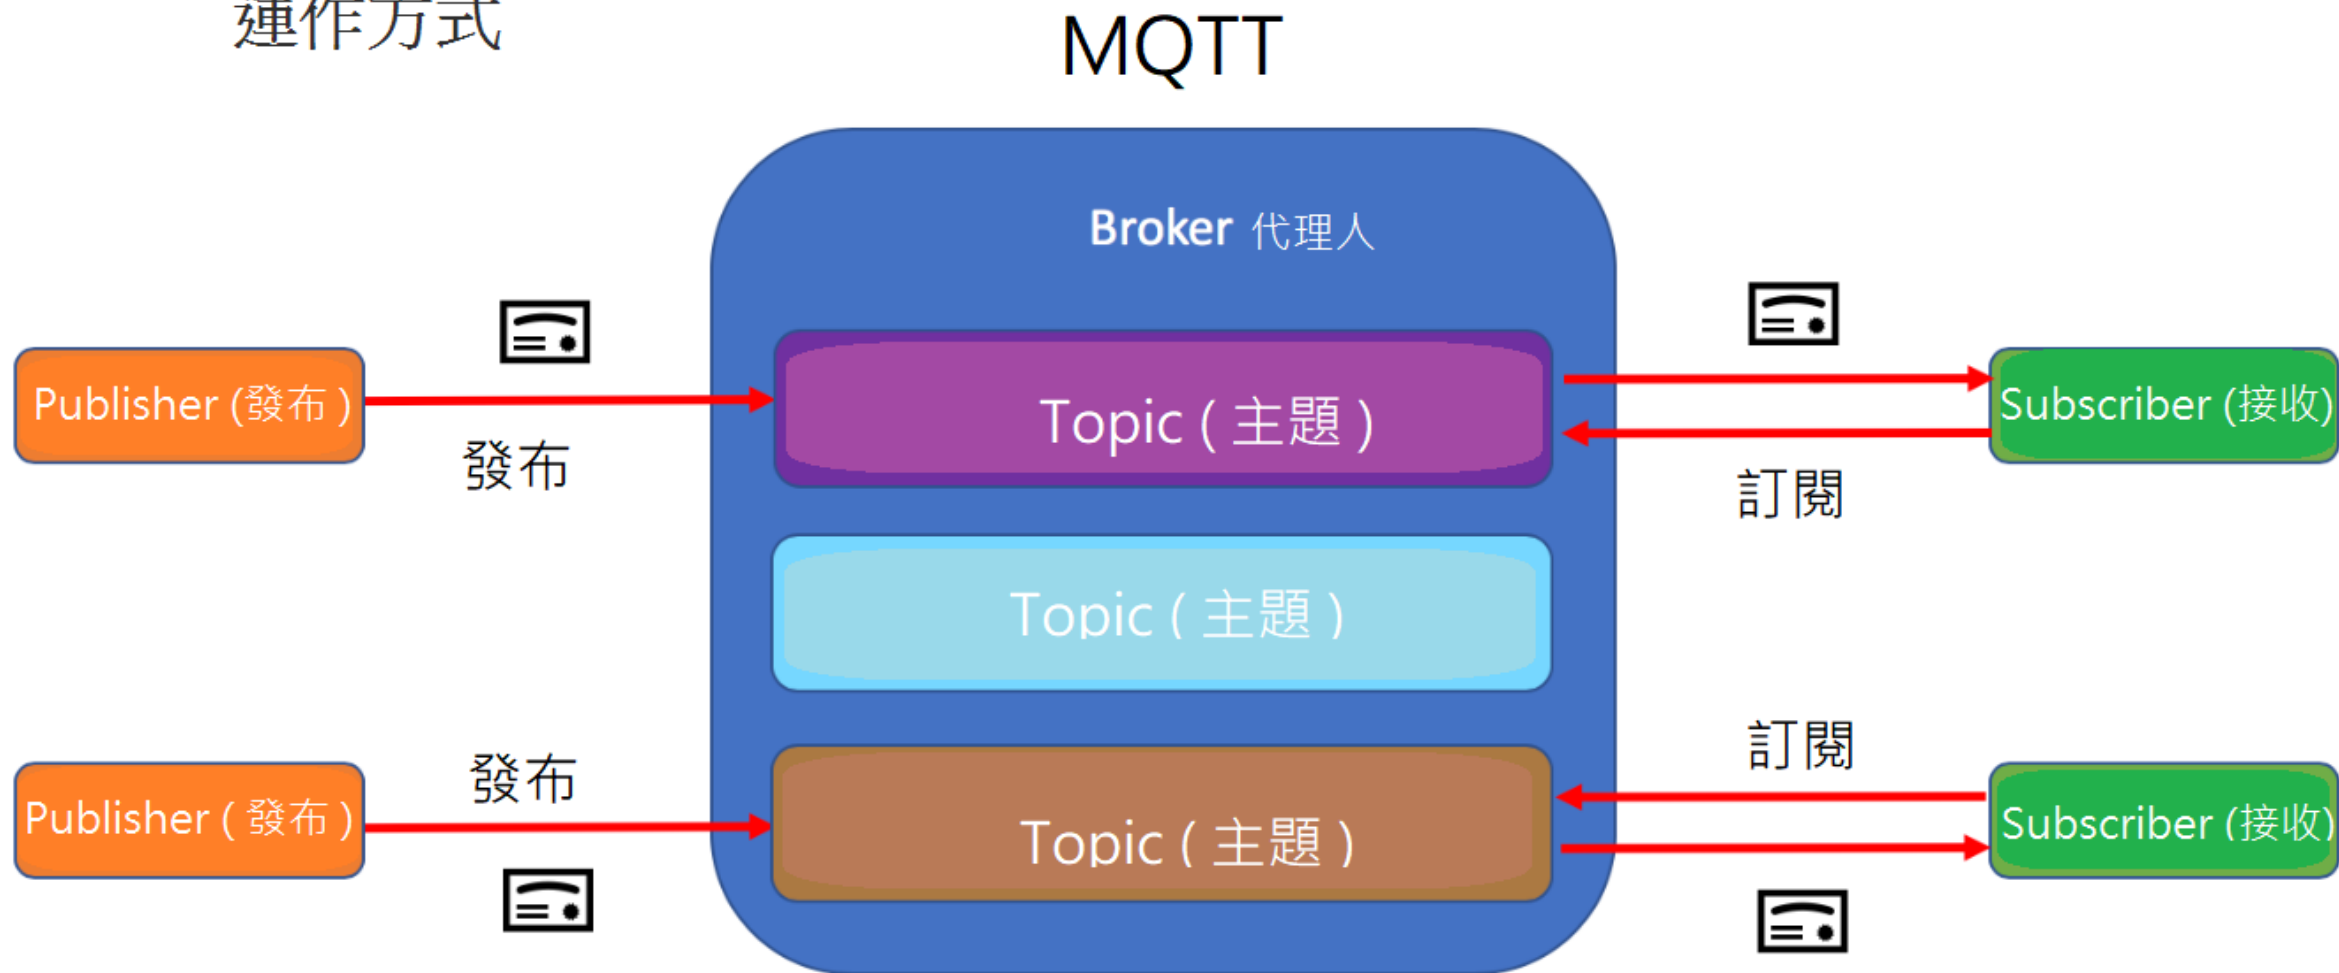 運作方式
MQTT
Broker 代理人
Publisher (發布)
發布
Topic ( 主題 )
Subscriber (接收)
訂閱
Topic ( 主題 )
Publisher ( 發布 )
發布
Topic ( 主題 )
訂閱
Subscriber (接收)